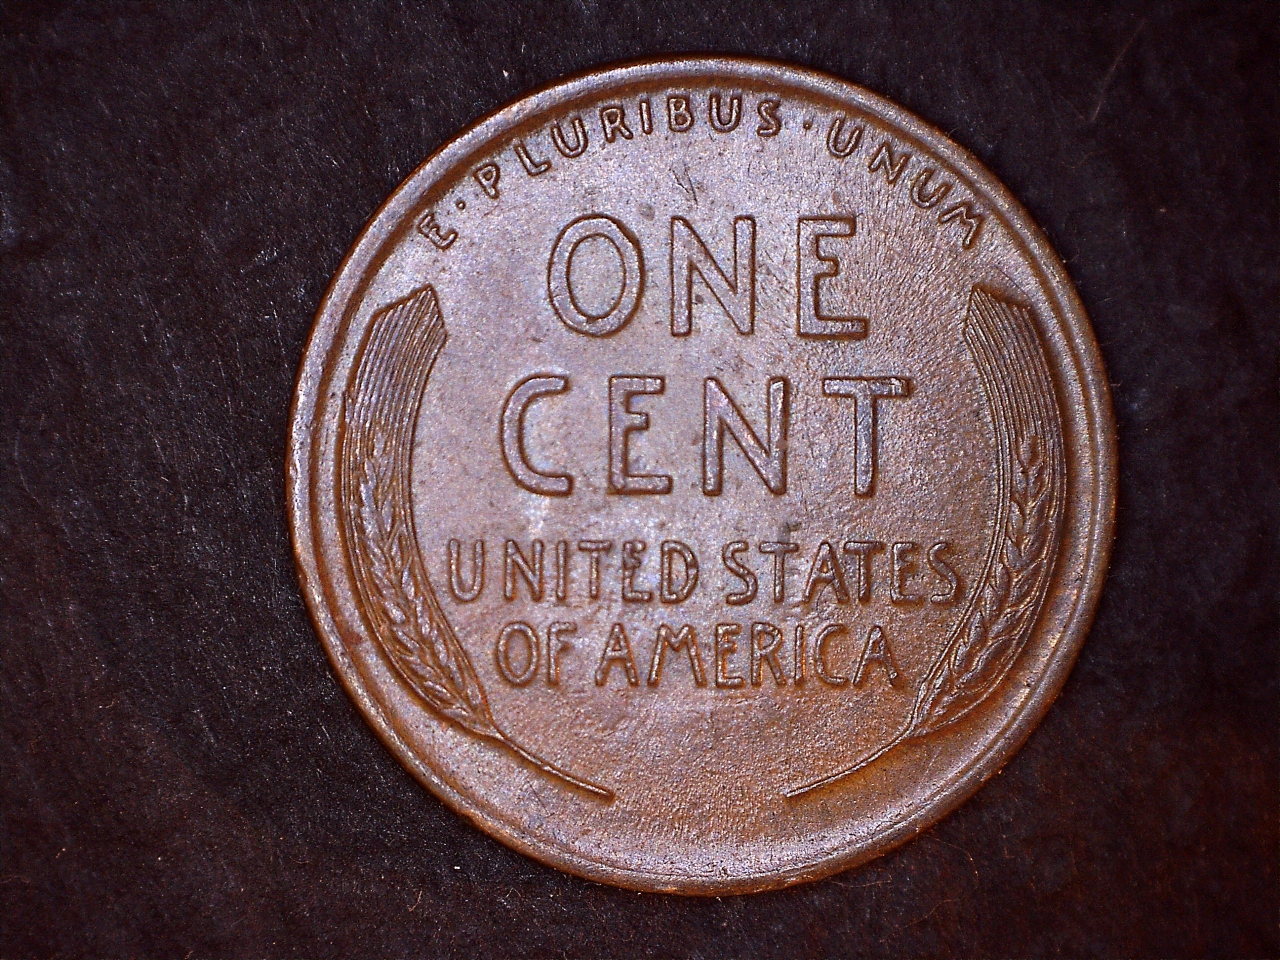 E·PLURIBUS·UNUM
ONE
CENT
UNITED STATES
OF AMERICA